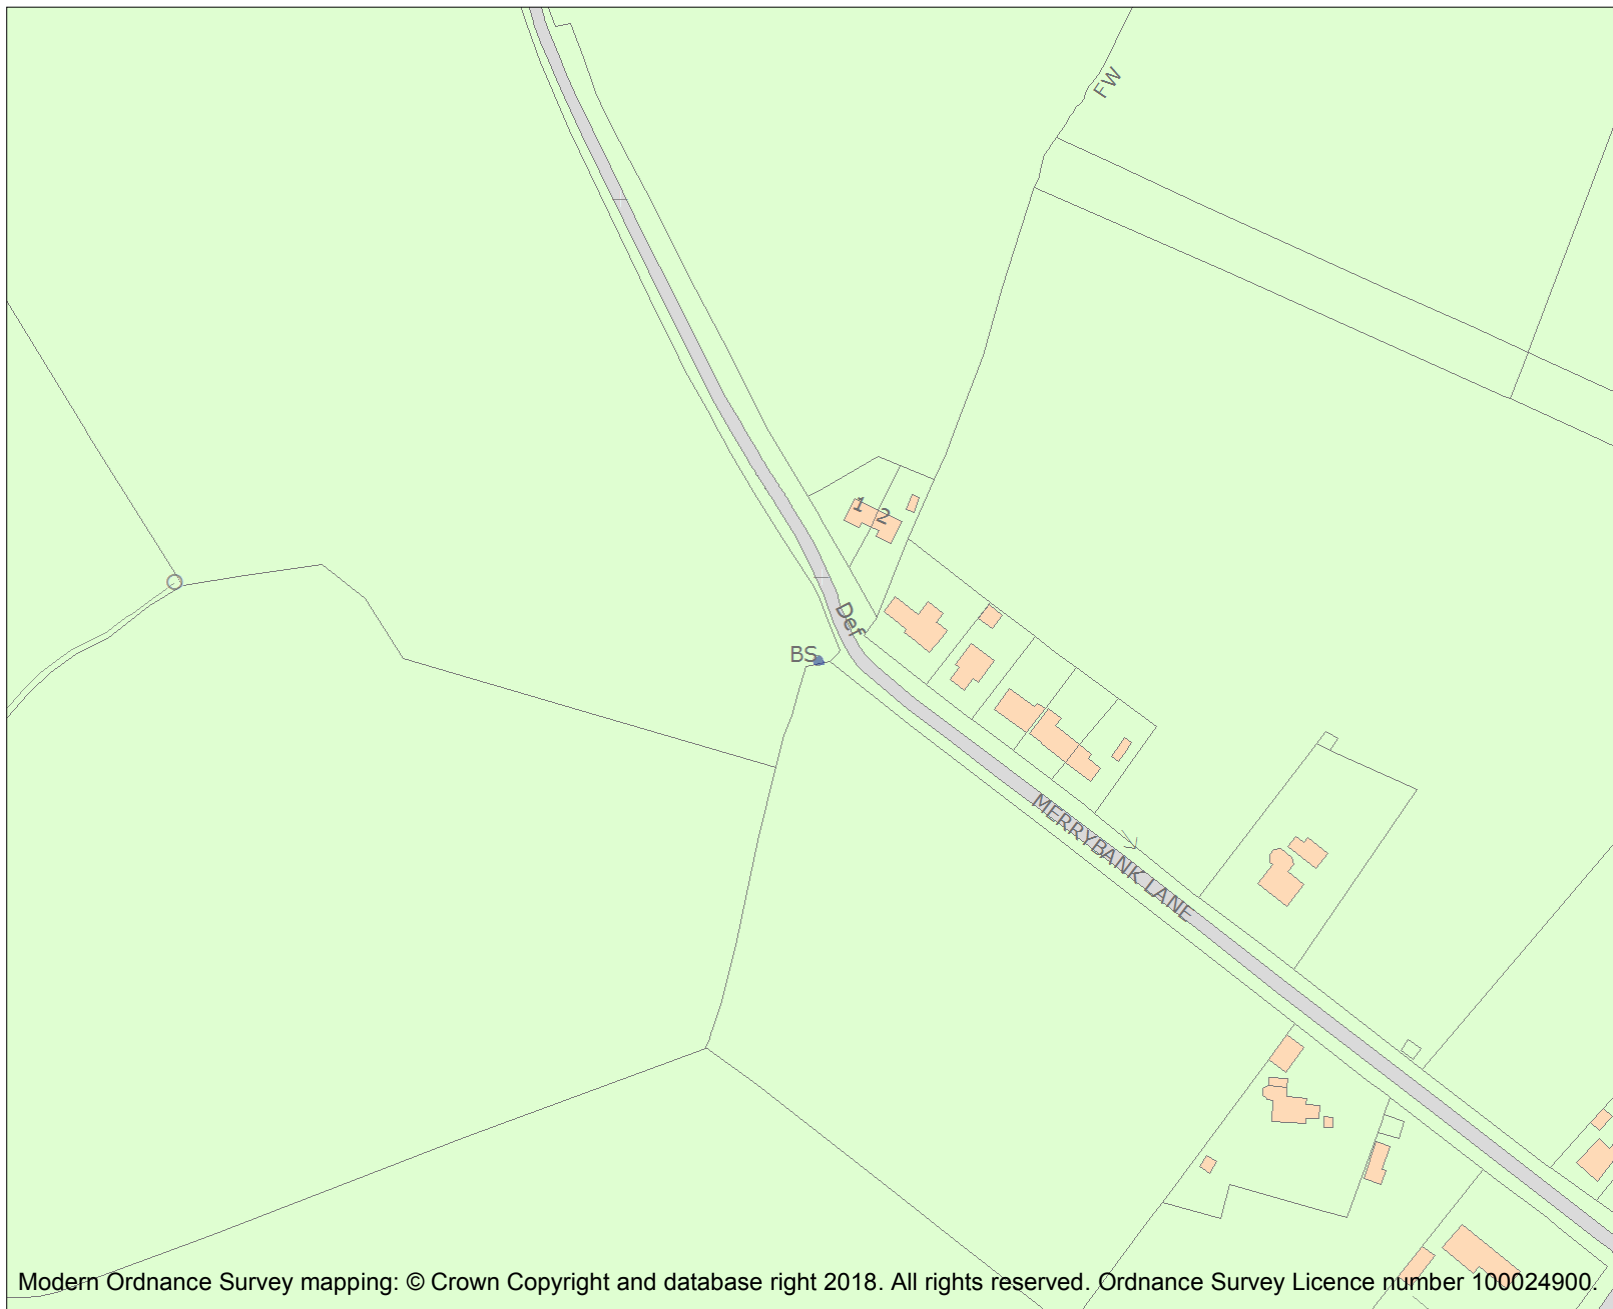 FW
1
2
Def
BS
MERRYBANK LANE
Modern Ordnance Survey mapping: © Crown Copyright and database right 2018. All rights reserved. Ordnance Survey Licence number 100024900.